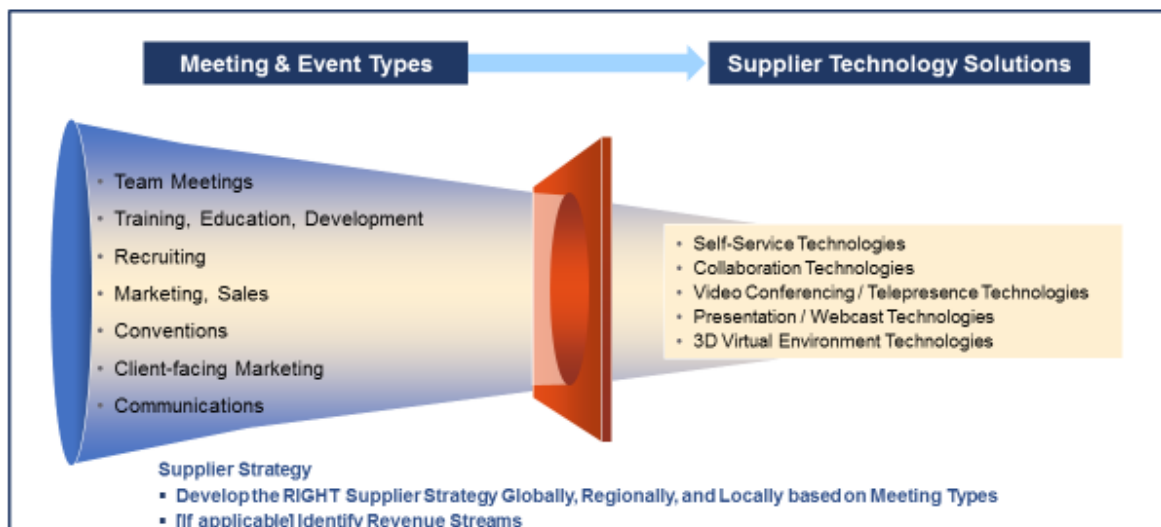 Meeting & Event Types
Supplier Technology Solutions
• Team Meetings
• Training, Education, Development
• Recruiting
• Marketing, Sales
• Conventions
• Client-facing Marketing
• Communications
• Self-Service Technologies
• Collaboration Technologies
• Video Conferencing / Telepresence Technologies
• Presentation / Webcast Technologies
• 3D Virtual Environment Technologies
Supplier Strategy
▪ Develop the RIGHT Supplier Strategy Globally, Regionally, and Locally based on Meeting Types
▪ [If applicable] Identify Revenue Streams